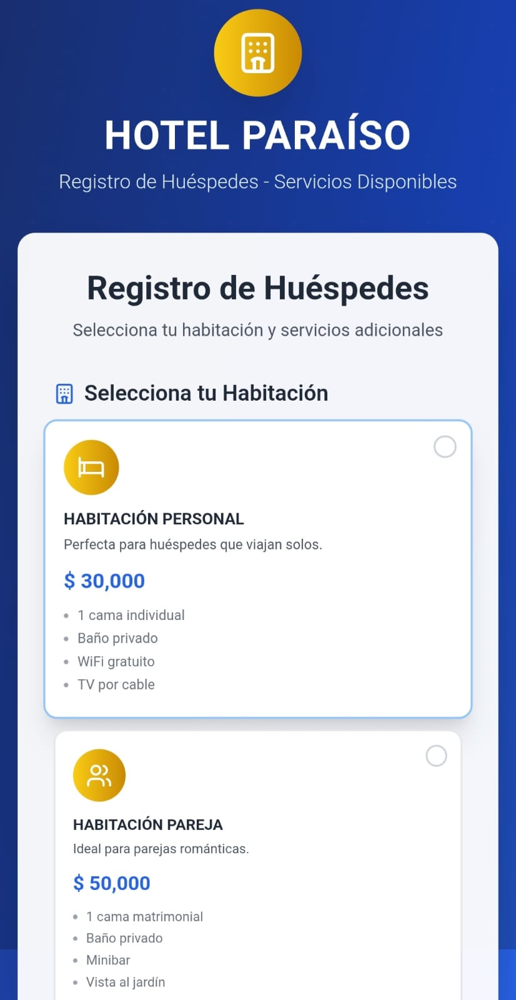 HOTEL PARAÍSO
Registro de Huéspedes - Servicios Disponibles
Registro de Huéspedes
Selecciona tu habitación y servicios adicionales
Selecciona tu Habitación
HABITACIÓN PERSONAL
Perfecta para huéspedes que viajan solos.
$ 30,000
• 1 cama individual
• Baño privado
• WiFi gratuito
• TV por cable
HABITACIÓN PAREJA
Ideal para parejas románticas.
$ 50,000
• 1 cama matrimonial
• Baño privado
• Minibar
• Vista al jardín